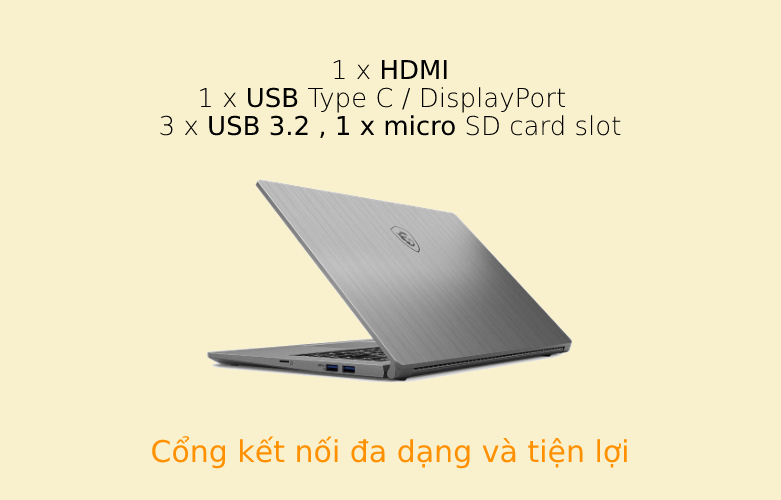 1 x HDMI
1 x USB Type C / DisplayPort
3 x USB 3.2 , 1 x micro SD card slot
Cổng kết nối đa dạng và tiện lợi